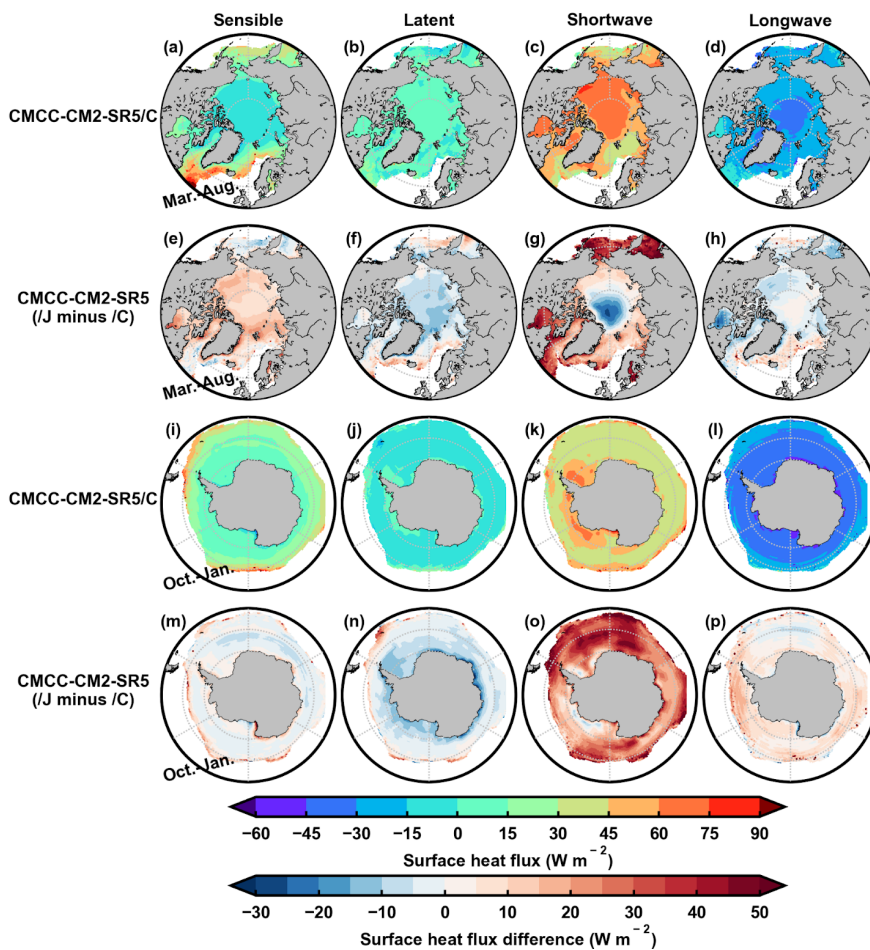 Sensible Latent Shortwave Longwave
(a) (b) (c) (d)
CMCC-CM2-SR5/C
Mar.-Aug.
(e) (f) (g) (h)
CMCC-CM2-SR5
(/J minus /C)
Mar.-Aug.
(i) (j) (k) (l)
CMCC-CM2-SR5/C
Oct.-Jan.
(m) (n) (o) (p)
CMCC-CM2-SR5
(/J minus /C)
Oct.-Jan.
−60 −45 −30 −15 0 15 30 45 60 75 90
Surface heat flux (W m⁻²)
−30 −20 −10 0 10 20 30 40 50
Surface heat flux difference (W m⁻²)